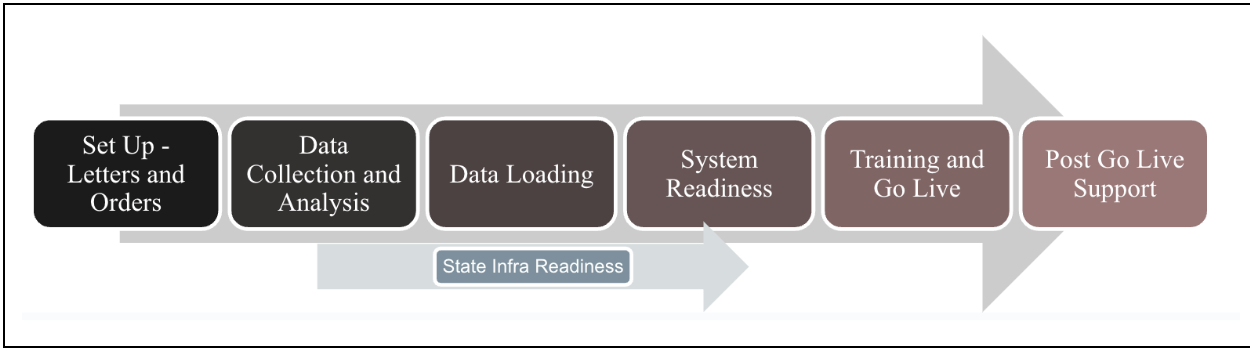 Set Up -
Letters and
Orders
Data
Collection and
Analysis
Data Loading
System
Readiness
Training and
Go Live
Post Go Live
Support
State Infra Readiness